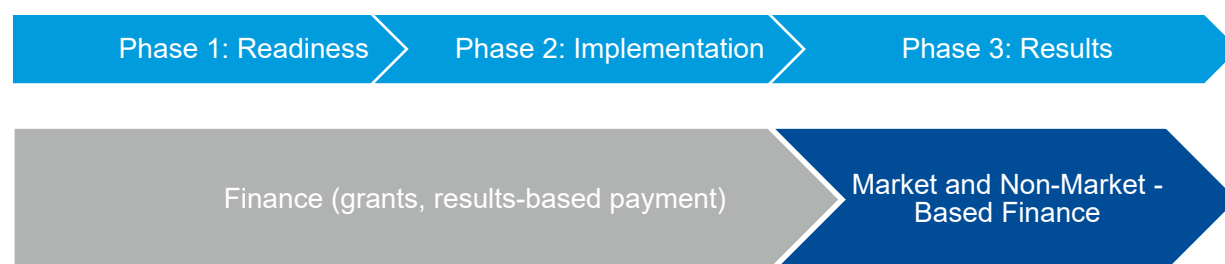 Phase 1: Readiness
Phase 2: Implementation
Phase 3: Results
Finance (grants, results-based payment)
Market and Non-Market -
Based Finance